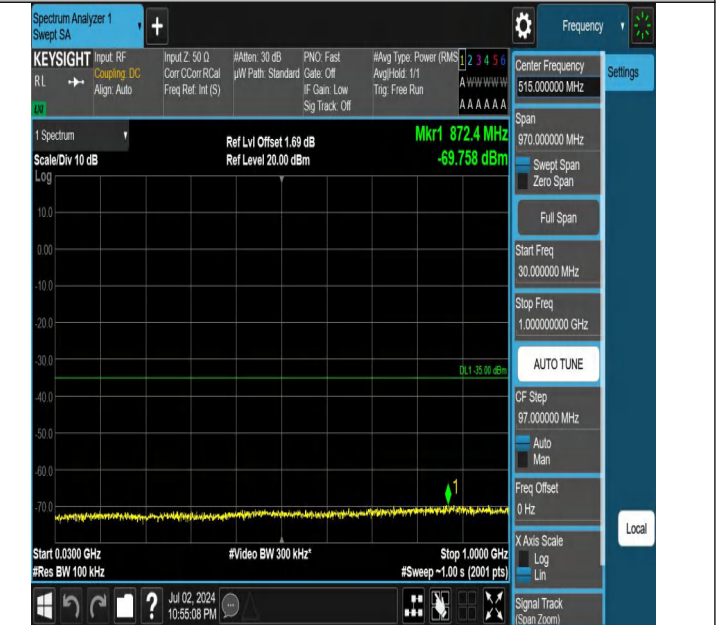 Spectrum Analyzer 1
Swept SA
+
Frequency
KEYSIGHT
RL
Input: RF
Coupling: DC
Align: Auto
Input Z: 50 Ω
Corr CCorr RCal
Freq Ref: Int (S)
#Atten: 30 dB
µW Path: Standard
PNO: Fast
Gate: Off
IF Gain: Low
Sig Track: Off
#Avg Type: Power (RMS
Avg|Hold: 1/1
Trig: Free Run
1 2 3 4 5 6
A W W W W W
A A A A A A
1 Spectrum
Scale/Div 10 dB
Log
Ref Lvl Offset 1.69 dB
Ref Level 20.00 dBm
Mkr1 872.4 MHz
-69.758 dBm
10.0
0.00
-10.0
-20.0
-30.0
DL1 -35.00 dBm
-40.0
-50.0
-60.0
1
-70.0
Start 0.0300 GHz
#Video BW 300 kHz*
Stop 1.0000 GHz
#Res BW 100 kHz
#Sweep ~1.00 s (2001 pts)
?
Jul 02, 2024
10:55:08 PM
Center Frequency
515.000000 MHz
Settings
Span
970.000000 MHz
Swept Span
Zero Span
Full Span
Start Freq
30.000000 MHz
Stop Freq
1.000000000 GHz
AUTO TUNE
CF Step
97.000000 MHz
Auto
Man
Freq Offset
0 Hz
X Axis Scale
Log
Lin
Local
Signal Track
(Span Zoom)